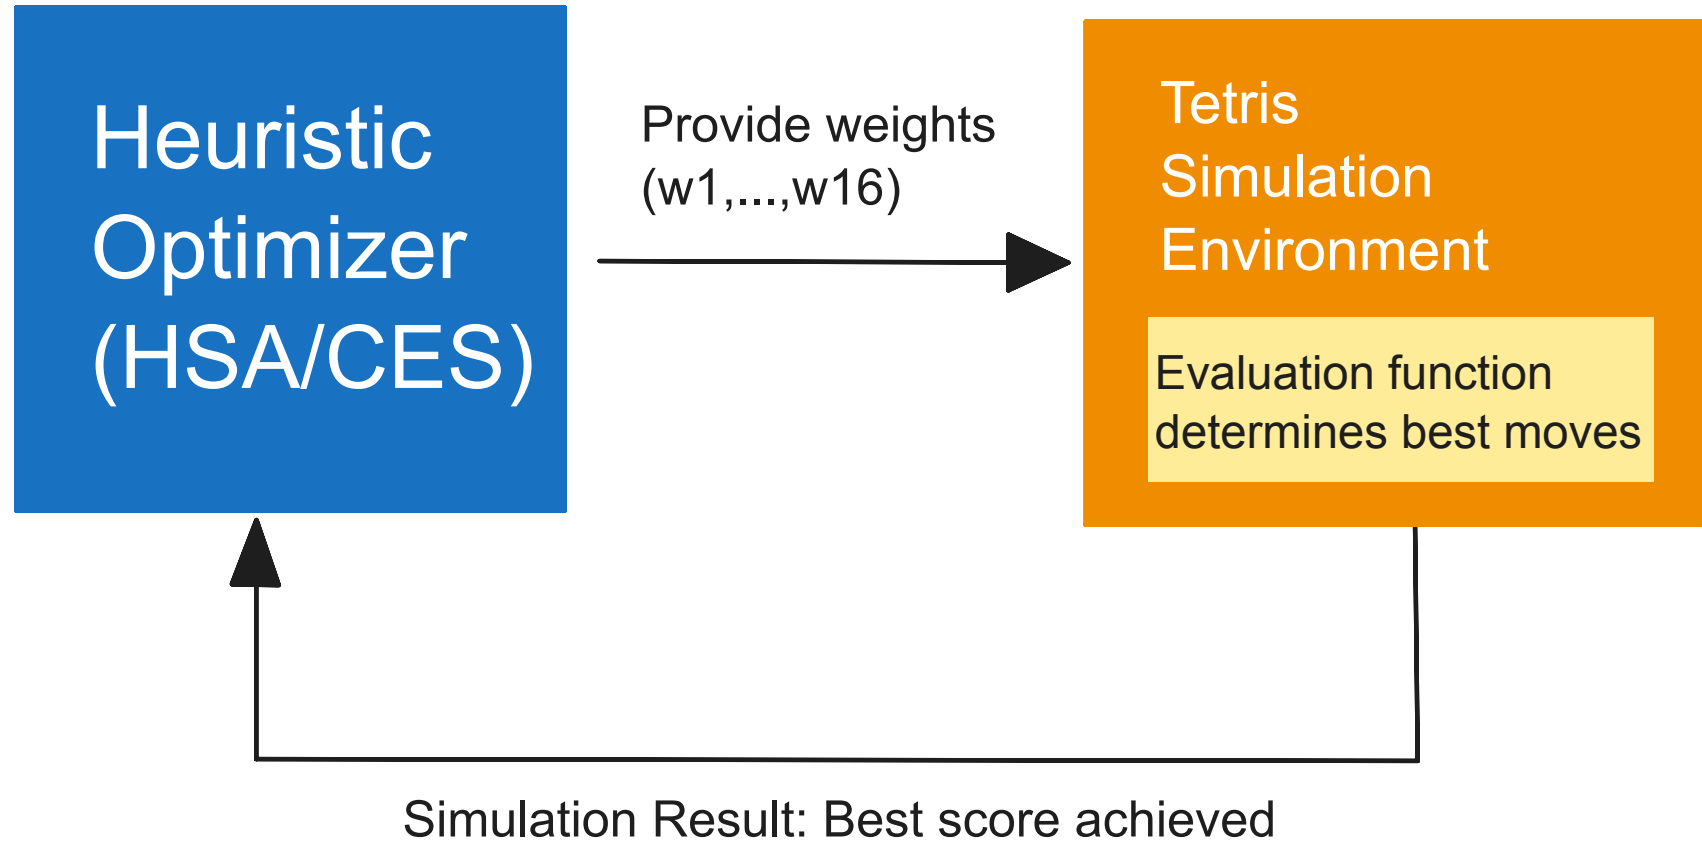 Heuristic
Optimizer
(HSA/CES)
Provide weights
(w1,...,w16)
Tetris
Simulation
Environment
Evaluation function
determines best moves
Simulation Result: Best score achieved